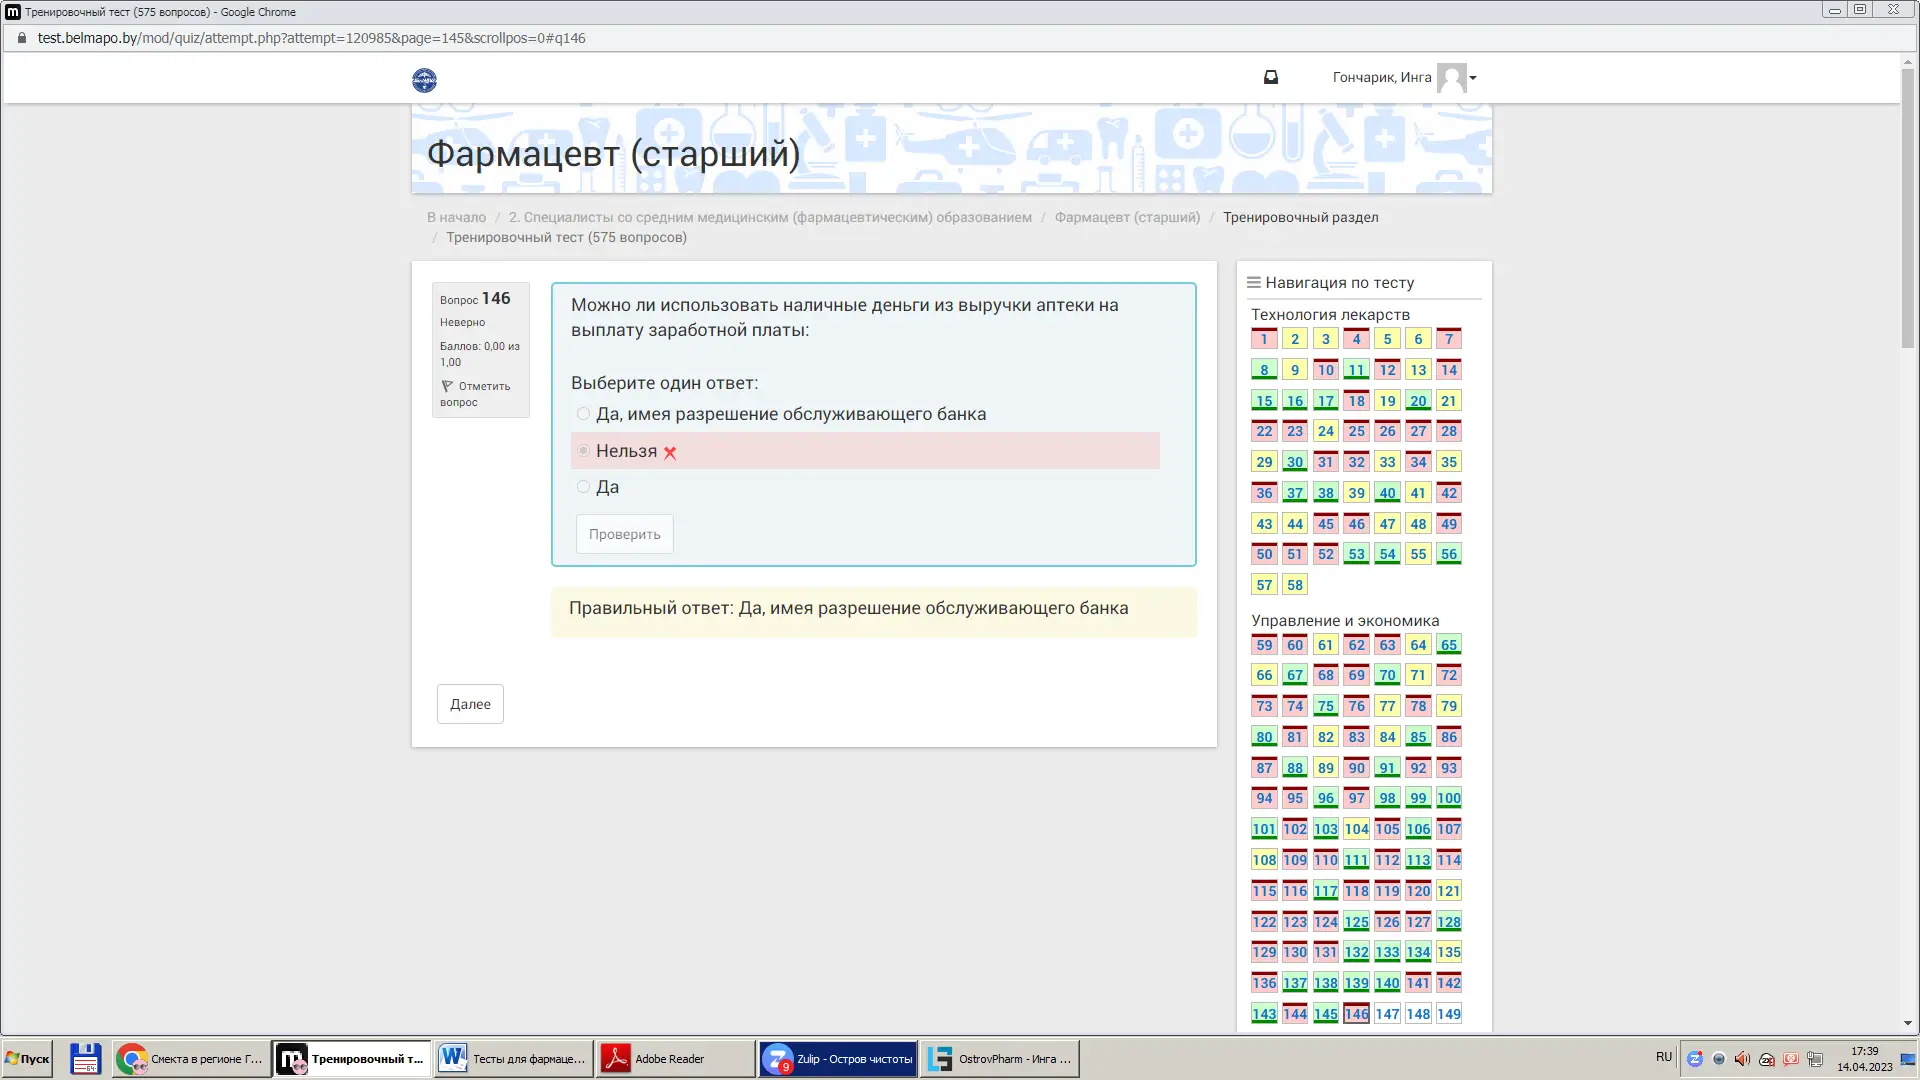 Тренировочный тест (575 вопросов) - Google Chrome
test.belmapo.by/mod/quiz/attempt.php?attempt=120985&page=145&scrollpos=0#q146
Гончарик, Инга
Фармацевт (старший)
В начало / 2. Специалисты со средним медицинским (фармацевтическим) образованием / Фармацевт (старший) / Тренировочный раздел
/ Тренировочный тест (575 вопросов)
Вопрос 146
Неверно
Баллов: 0,00 из
1,00
Отметить
вопрос
Можно ли использовать наличные деньги из выручки аптеки на
выплату заработной платы:
Выберите один ответ:
Да, имея разрешение обслуживающего банка
Нельзя
Да
Проверить
Правильный ответ: Да, имея разрешение обслуживающего банка
Далее
Навигация по тесту
Технология лекарств
1 2 3 4 5 6 7
8 9 10 11 12 13 14
15 16 17 18 19 20 21
22 23 24 25 26 27 28
29 30 31 32 33 34 35
36 37 38 39 40 41 42
43 44 45 46 47 48 49
50 51 52 53 54 55 56
57 58
Управление и экономика
59 60 61 62 63 64 65
66 67 68 69 70 71 72
73 74 75 76 77 78 79
80 81 82 83 84 85 86
87 88 89 90 91 92 93
94 95 96 97 98 99 100
101 102 103 104 105 106 107
108 109 110 111 112 113 114
115 116 117 118 119 120 121
122 123 124 125 126 127 128
129 130 131 132 133 134 135
136 137 138 139 140 141 142
143 144 145 146 147 148 149
Пуск
Смекта в регионе Г...
Тренировочный т...
Тесты для фармаце...
Adobe Reader
9
Zulip - Остров чистоты
OstrovPharm - Инга ...
RU
17:39
14.04.2023